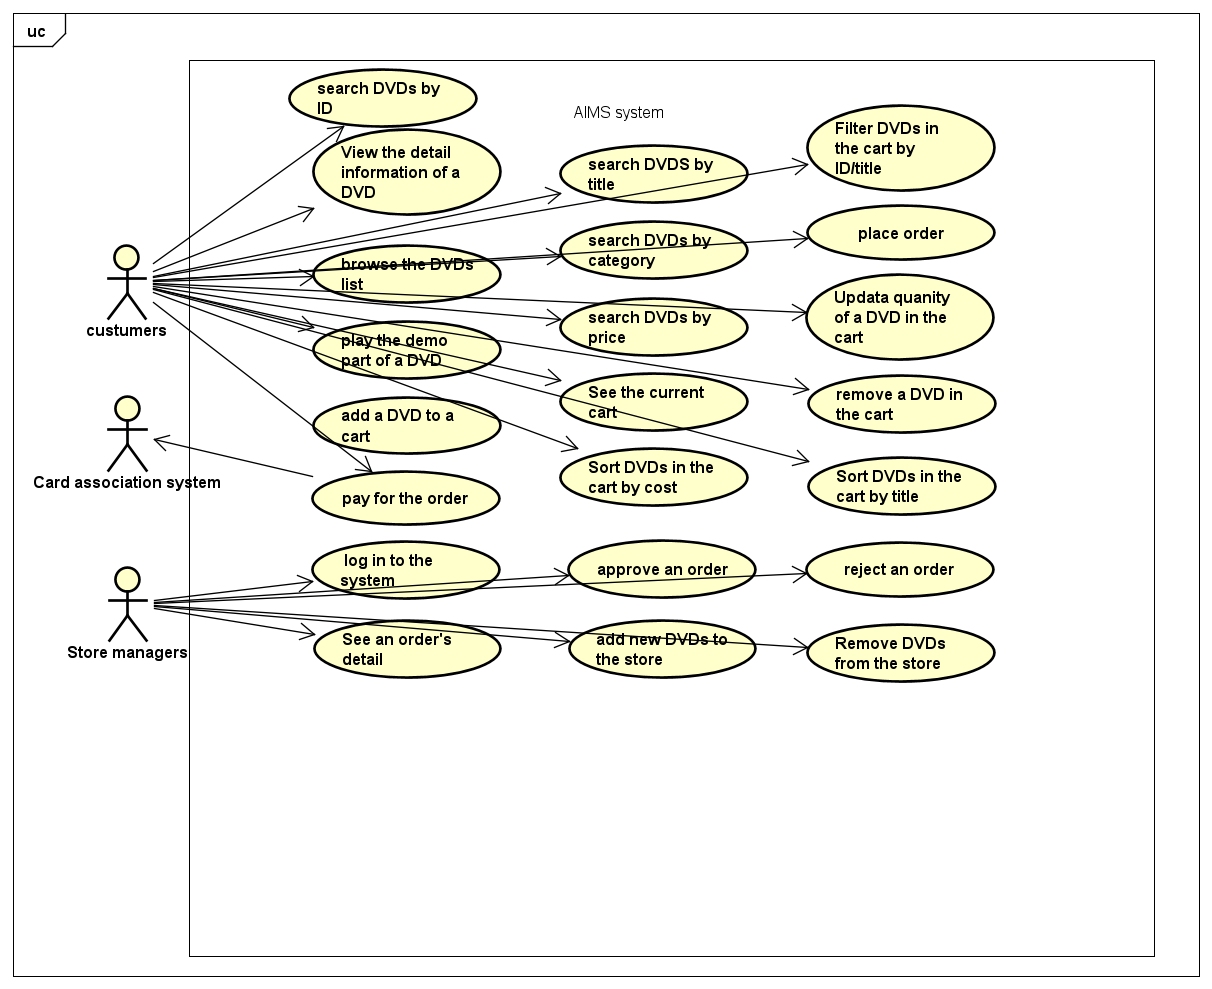 uc
search DVDs by
ID
AIMS system
Filter DVDs in
the cart by
ID/title
View the detail
information of a
DVD
search DVDS by
title
place order
search DVDs by
category
browse the DVDs
list
custumers
Updata quanity
of a DVD in the
cart
search DVDs by
price
play the demo
part of a DVD
See the current
cart
remove a DVD in
the cart
add a DVD to a
cart
Card association system
Sort DVDs in the
cart by cost
Sort DVDs in the
cart by title
pay for the order
log in to the
system
approve an order
reject an order
Store managers
See an order's
detail
add new DVDs to
the store
Remove DVDs
from the store